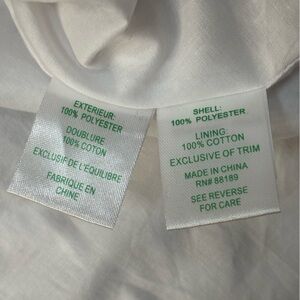 EXTERIEUR:
100% POLYESTER
DOUBLURE
100% COTON
EXCLUSIF DE L'EQUILIBRE
FABRIQUE EN
CHINE
SHELL:
100% POLYESTER
LINING:
100% COTTON
EXCLUSIVE OF TRIM
MADE IN CHINA
RN# 88189
SEE REVERSE
FOR CARE